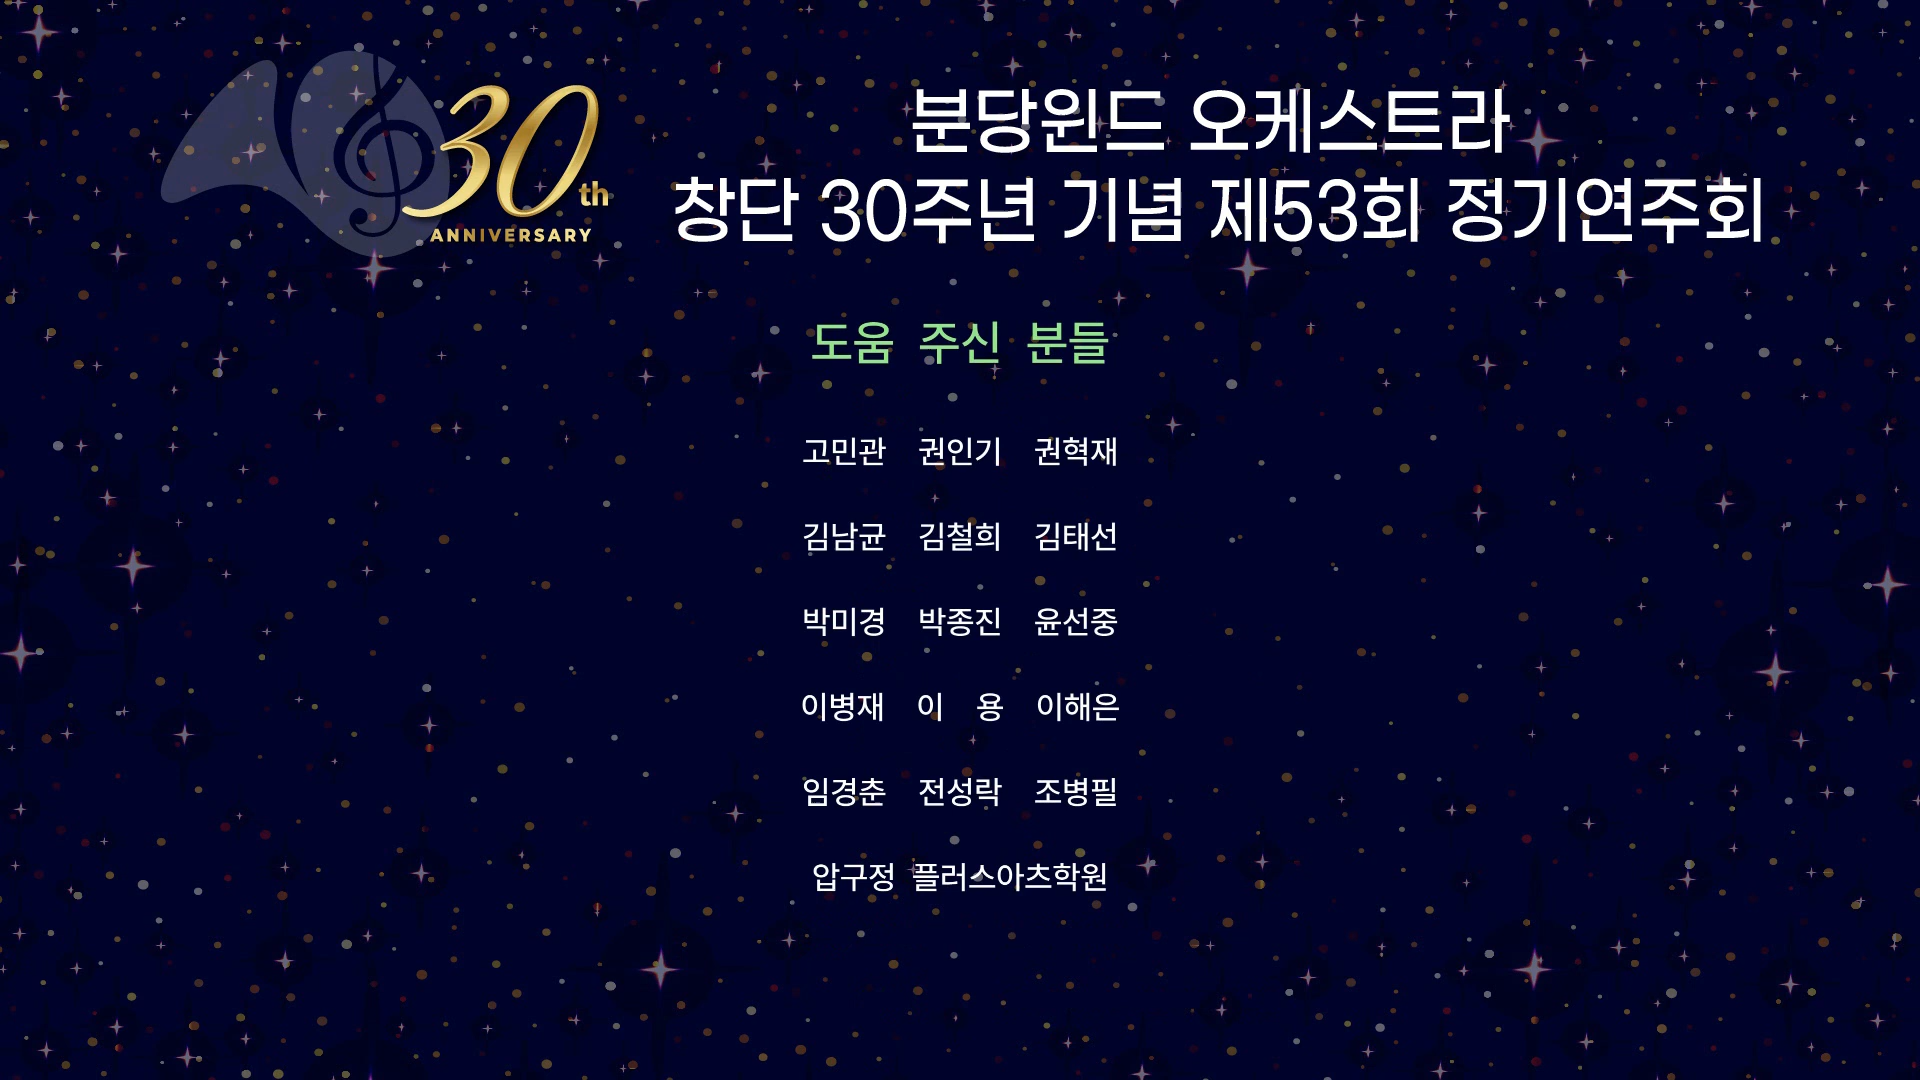 30th
ANNIVERSARY
분당윈드 오케스트라
창단 30주년 기념 제53회 정기연주회
도움 주신 분들
고민관 권인기 권혁재
김남균 김철희 김태선
박미경 박종진 윤선중
이병재 이 용 이해은
임경춘 전성락 조병필
압구정 플러스아츠학원